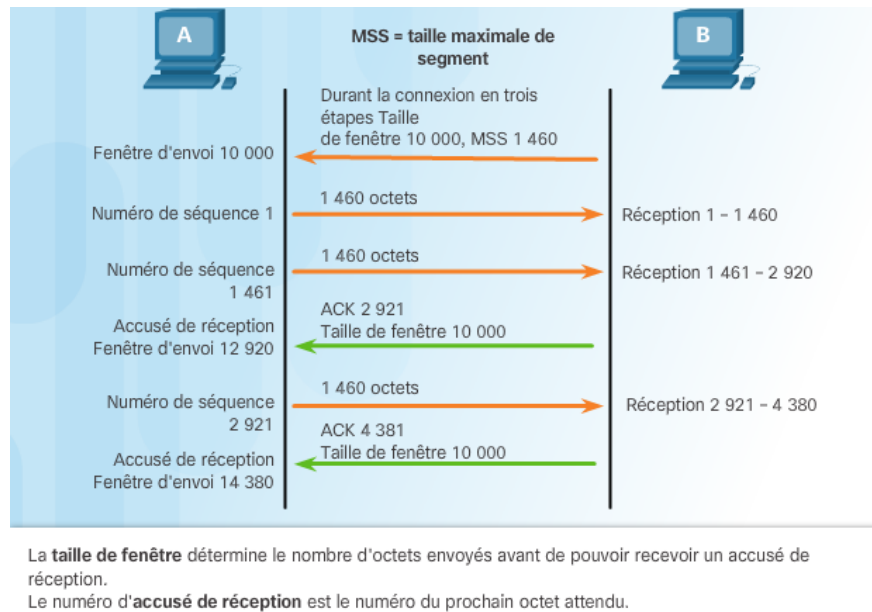 A
MSS = taille maximale de
segment
B
Durant la connexion en trois
étapes Taille
de fenêtre 10 000, MSS 1 460
Fenêtre d'envoi 10 000
1 460 octets
Numéro de séquence 1
Réception 1 – 1 460
1 460 octets
Numéro de séquence
1 461
Réception 1 461 – 2 920
ACK 2 921
Taille de fenêtre 10 000
Accusé de réception
Fenêtre d'envoi 12 920
1 460 octets
Numéro de séquence
2 921
Réception 2 921 – 4 380
ACK 4 381
Taille de fenêtre 10 000
Accusé de réception
Fenêtre d'envoi 14 380
La taille de fenêtre détermine le nombre d'octets envoyés avant de pouvoir recevoir un accusé de
réception.
Le numéro d'accusé de réception est le numéro du prochain octet attendu.